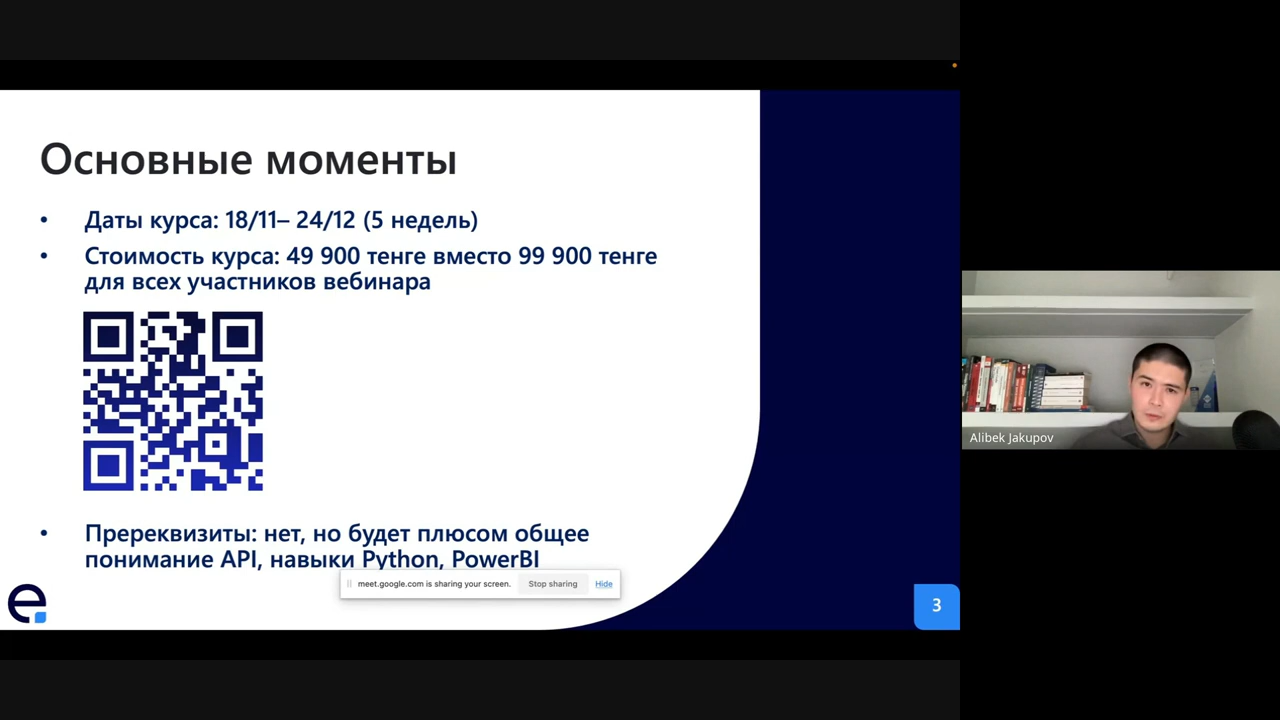 Основные моменты
• Даты курса: 18/11– 24/12 (5 недель)
• Стоимость курса: 49 900 тенге вместо 99 900 тенге
для всех участников вебинара
• Пререквизиты: нет, но будет плюсом общее
понимание API, навыки Python, PowerBI
meet.google.com is sharing your screen. Stop sharing Hide
e
3
Alibek Jakupov